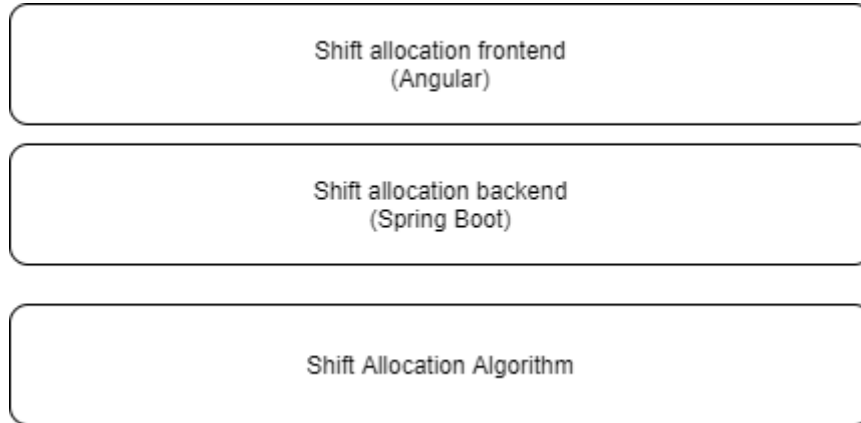 Shift allocation frontend
(Angular)
Shift allocation backend
(Spring Boot)
Shift Allocation Algorithm